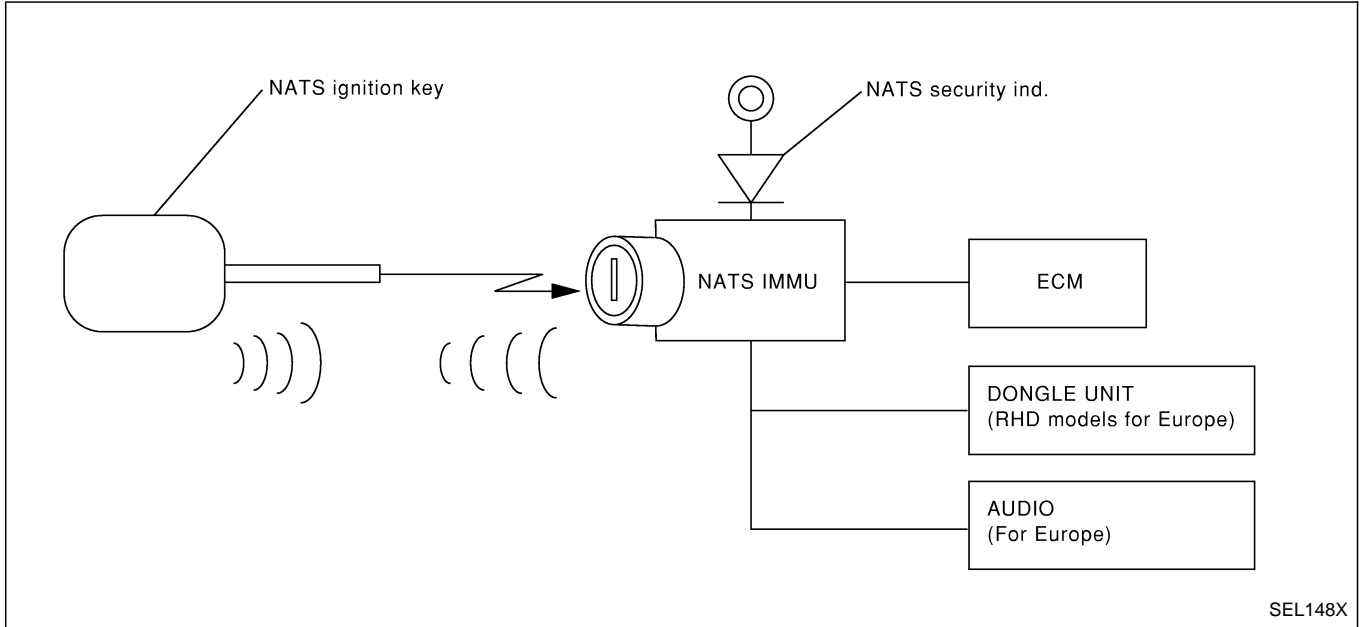 NATS ignition key
NATS security ind.
NATS IMMU
ECM
DONGLE UNIT
(RHD models for Europe)
AUDIO
(For Europe)
SEL148X